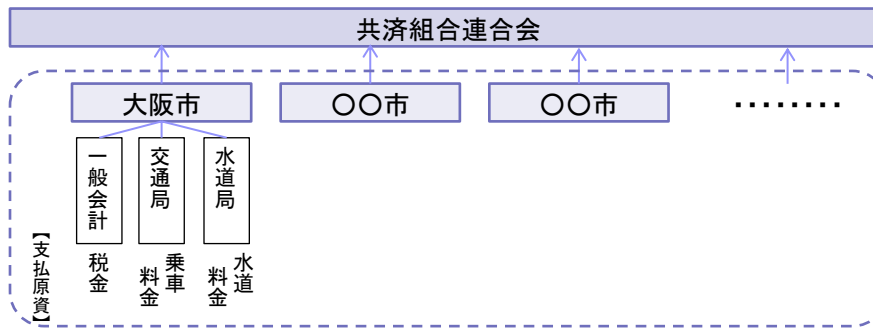 共済組合連合会
大阪市
〇〇市
〇〇市
・・・・・・・・
一般会計
交通局
水道局
【支払原資】
税金
乗車
料金
水道
料金